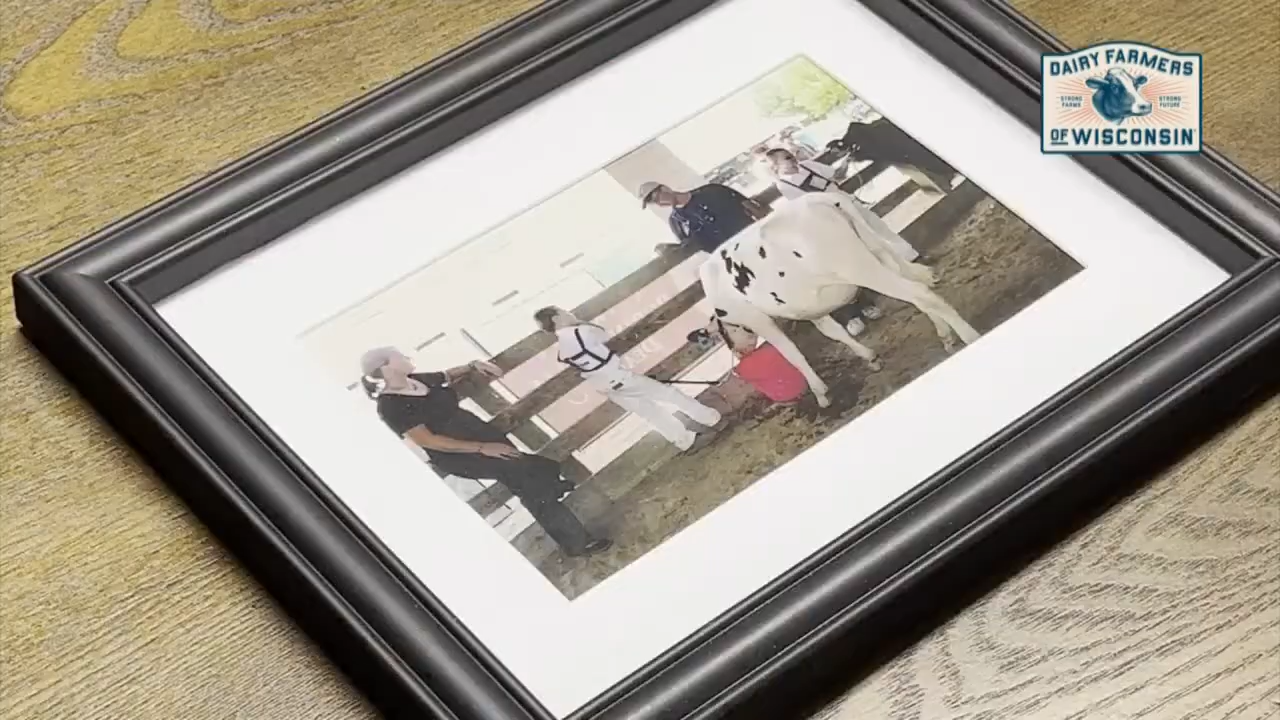 DAIRY FARMERS
STRONG FARMS
STRONG FUTURE
OF WISCONSIN